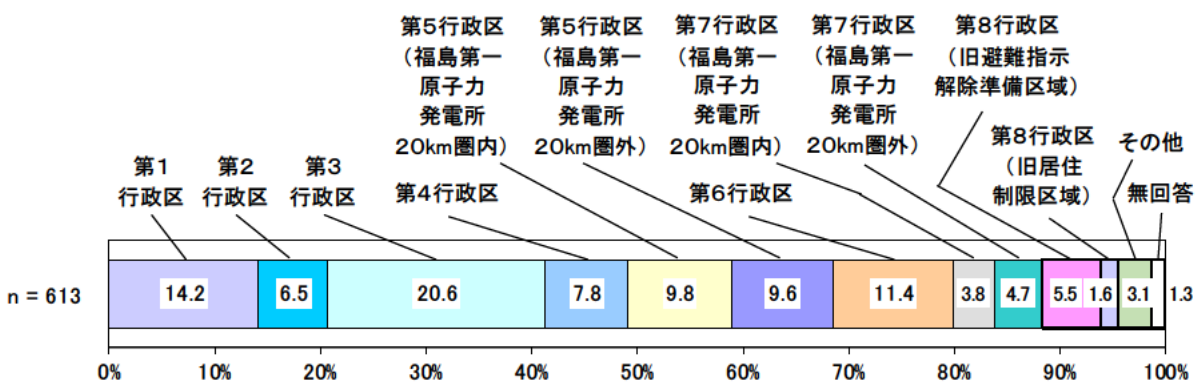 第5行政区
（福島第一
原子力
発電所
20km圏内）
第5行政区
（福島第一
原子力
発電所
20km圏外）
第7行政区
（福島第一
原子力
発電所
20km圏内）
第7行政区
（福島第一
原子力
発電所
20km圏外）
第8行政区
（旧避難指示
解除準備区域）
第1
行政区
第2
行政区
第3
行政区
第4行政区
第6行政区
第8行政区
（旧居住
制限区域）
その他
無回答
n = 613
14.2
6.5
20.6
7.8
9.8
9.6
11.4
3.8
4.7
5.5
1.6
3.1
1.3
0%
10%
20%
30%
40%
50%
60%
70%
80%
90%
100%